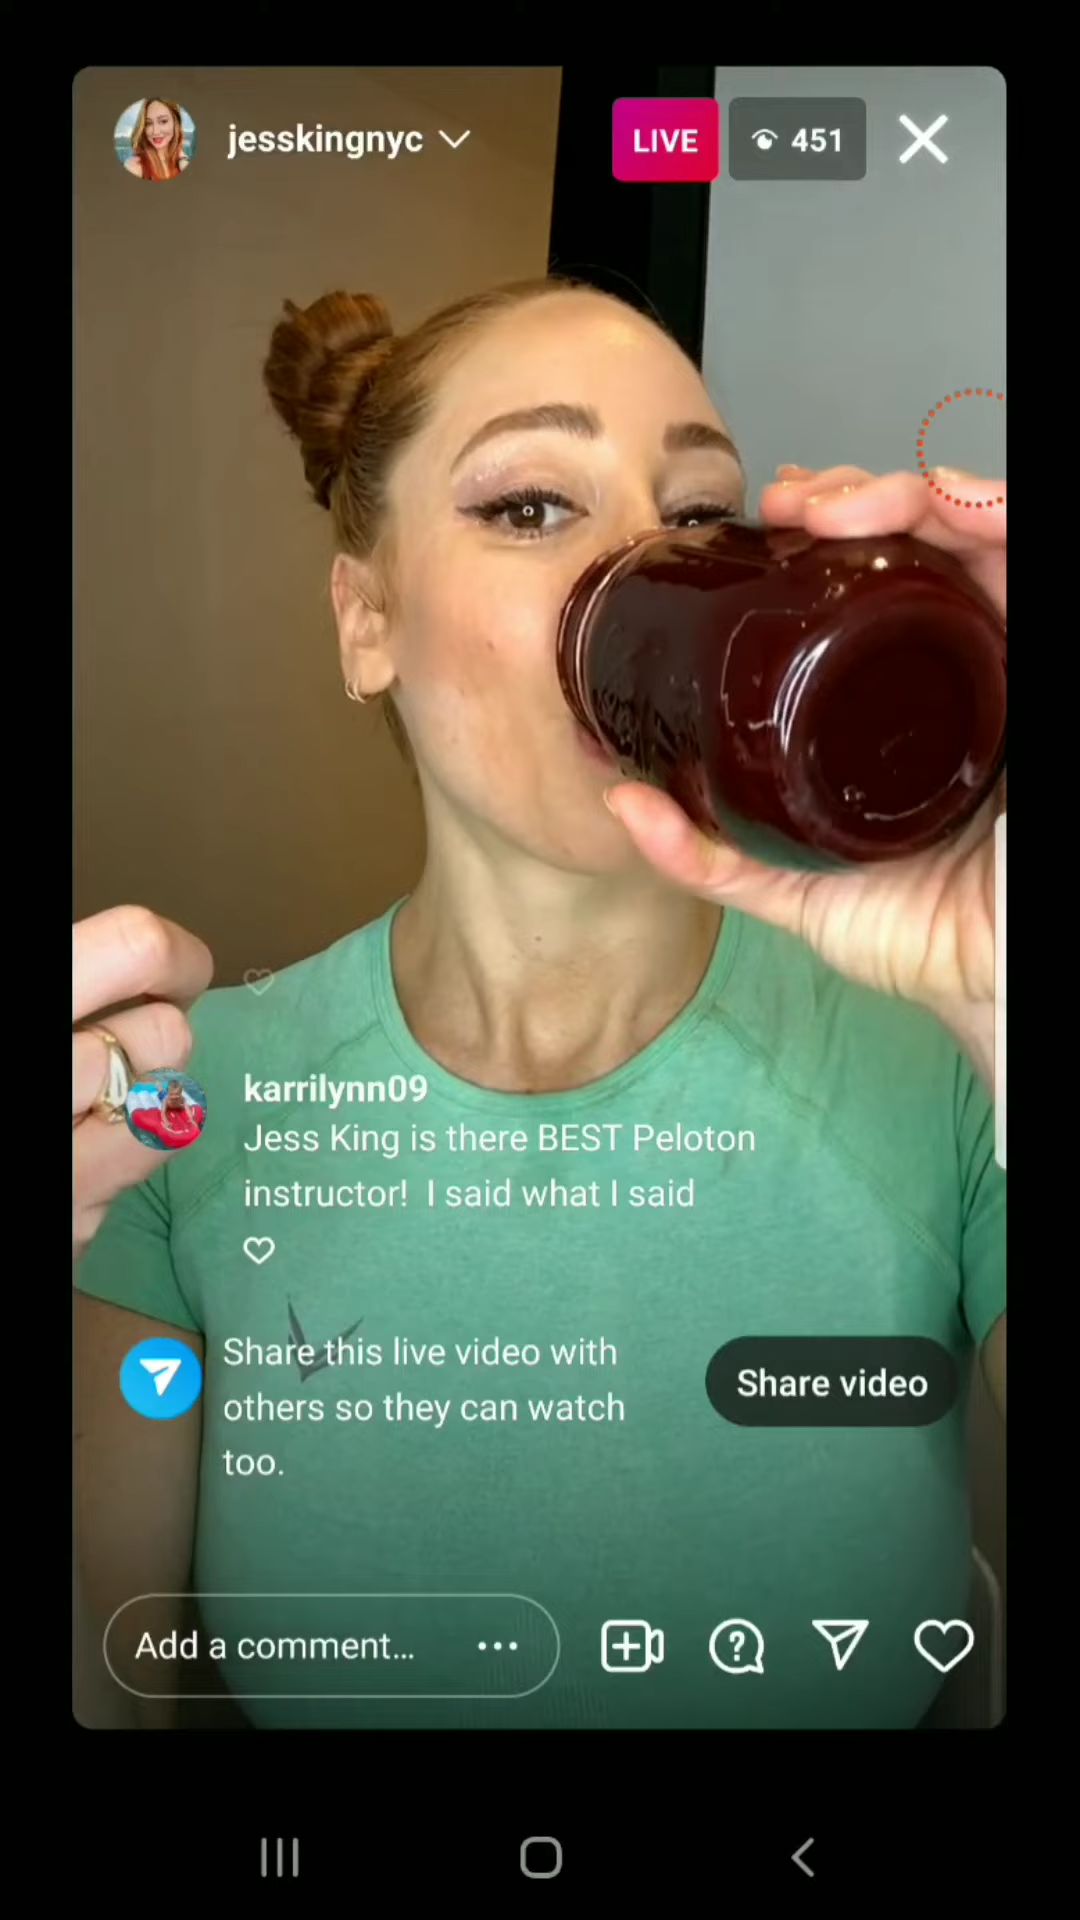 jesskingnyc
LIVE
451
karrilynn09
Jess King is there BEST Peloton
instructor! I said what I said
Share this live video with
others so they can watch
too.
Share video
Add a comment...